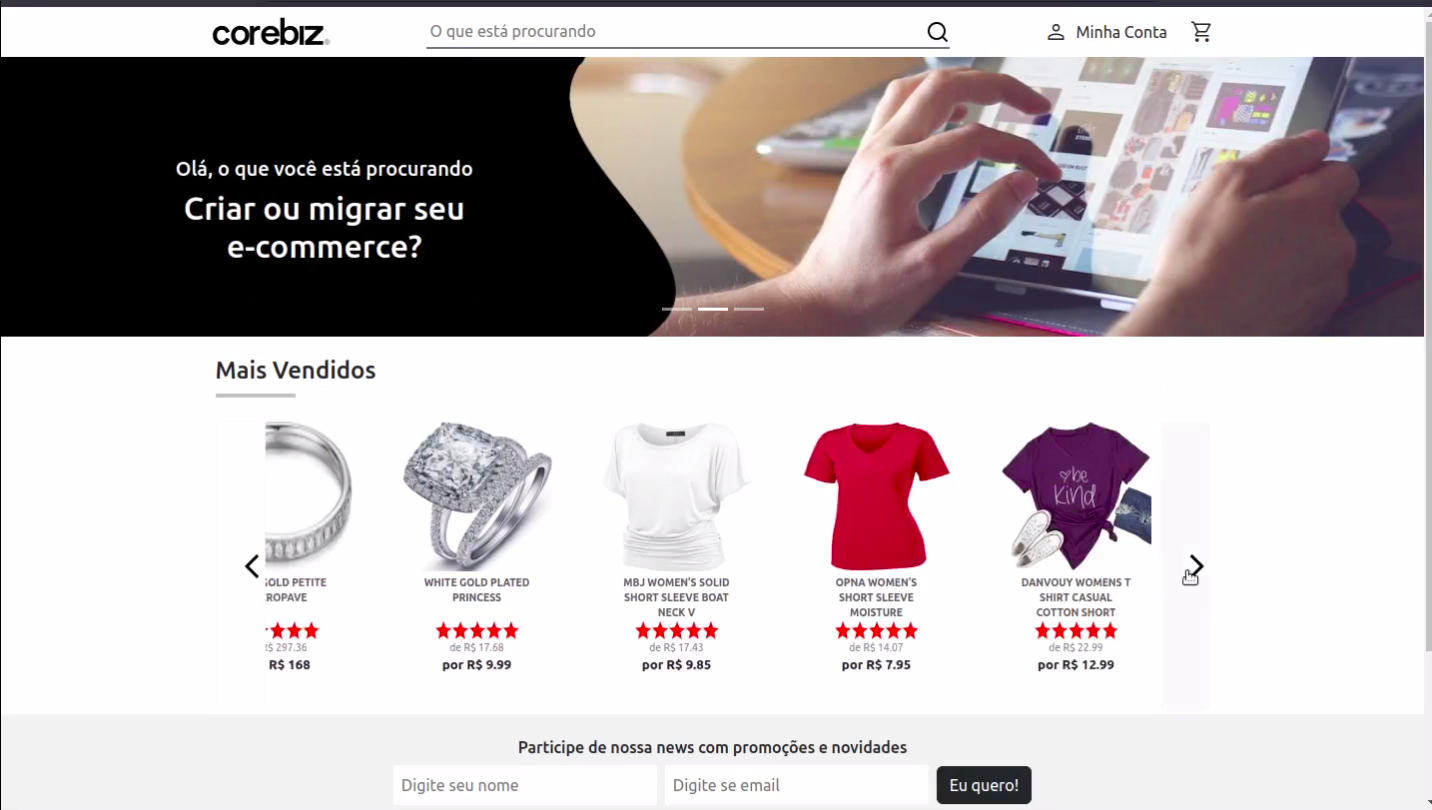 corebiz.
O que está procurando
Minha Conta
Olá, o que você está procurando
Criar ou migrar seu
e-commerce?
Mais Vendidos
be
kind
GOLD PETITE
ROPAVE
R$ 297.36
R$ 168
WHITE GOLD PLATED
PRINCESS
de R$ 17.68
por R$ 9.99
MBJ WOMEN'S SOLID
SHORT SLEEVE BOAT
NECK V
de R$ 17.43
por R$ 9.85
OPNA WOMEN'S
SHORT SLEEVE
MOISTURE
de R$ 14.07
por R$ 7.95
DANVOUY WOMENS T
SHIRT CASUAL
COTTON SHORT
de R$ 22.99
por R$ 12.99
Participe de nossa news com promoções e novidades
Digite seu nome
Digite se email
Eu quero!